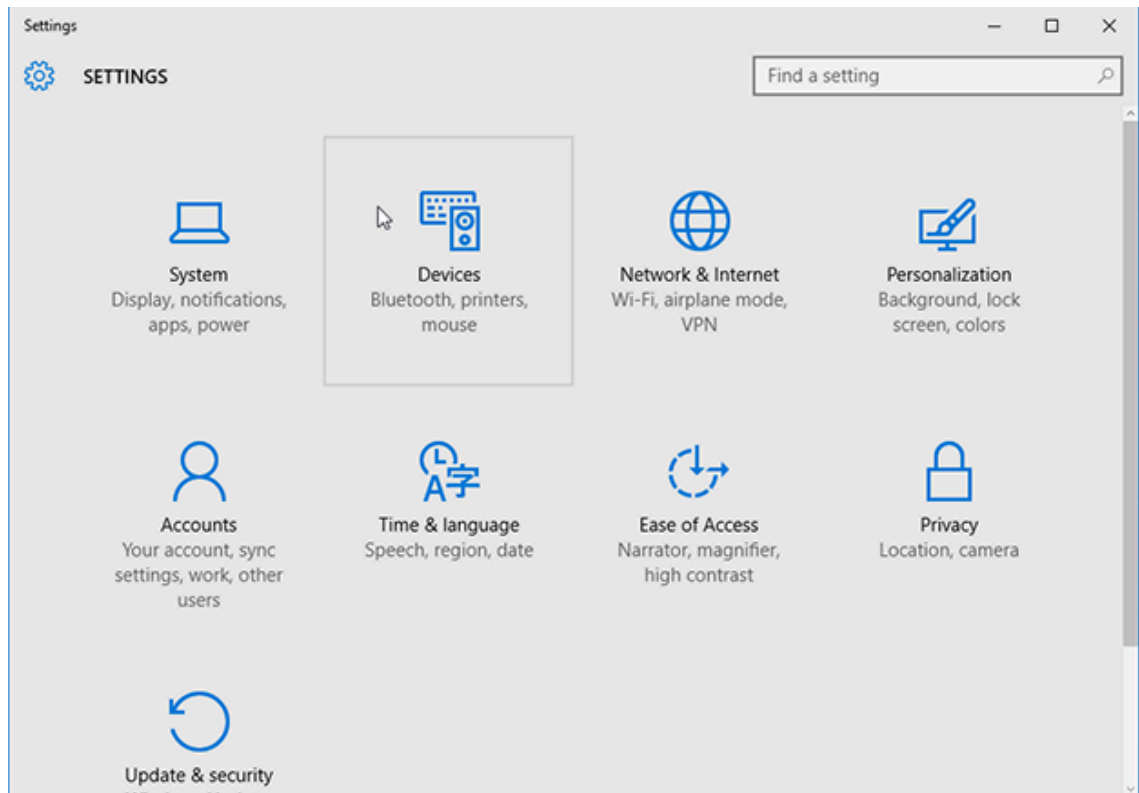 Settings
SETTINGS
Find a setting
System
Display, notifications,
apps, power
Devices
Bluetooth, printers,
mouse
Network & Internet
Wi-Fi, airplane mode,
VPN
Personalization
Background, lock
screen, colors
Accounts
Your account, sync
settings, work, other
users
Time & language
Speech, region, date
Ease of Access
Narrator, magnifier,
high contrast
Privacy
Location, camera
Update & security